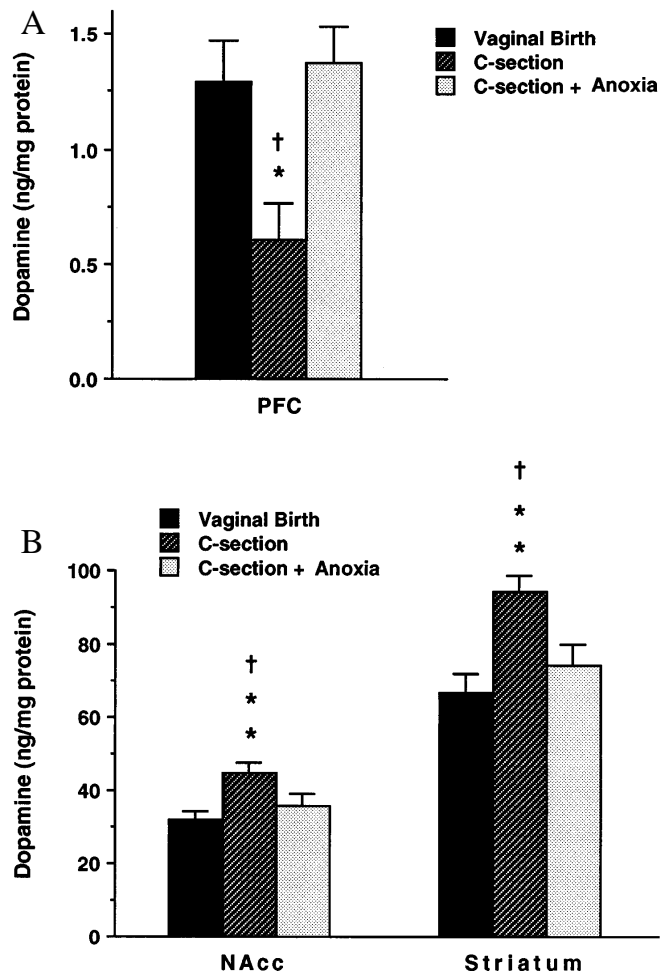 A
Vaginal Birth
C-section
C-section + Anoxia
Dopamine (ng/mg protein)
1.5
1.0
0.5
0.0
†
*
PFC
B
Vaginal Birth
C-section
C-section + Anoxia
Dopamine (ng/mg protein)
100
80
60
40
20
0
†
*
*
†
*
*
NAcc Striatum